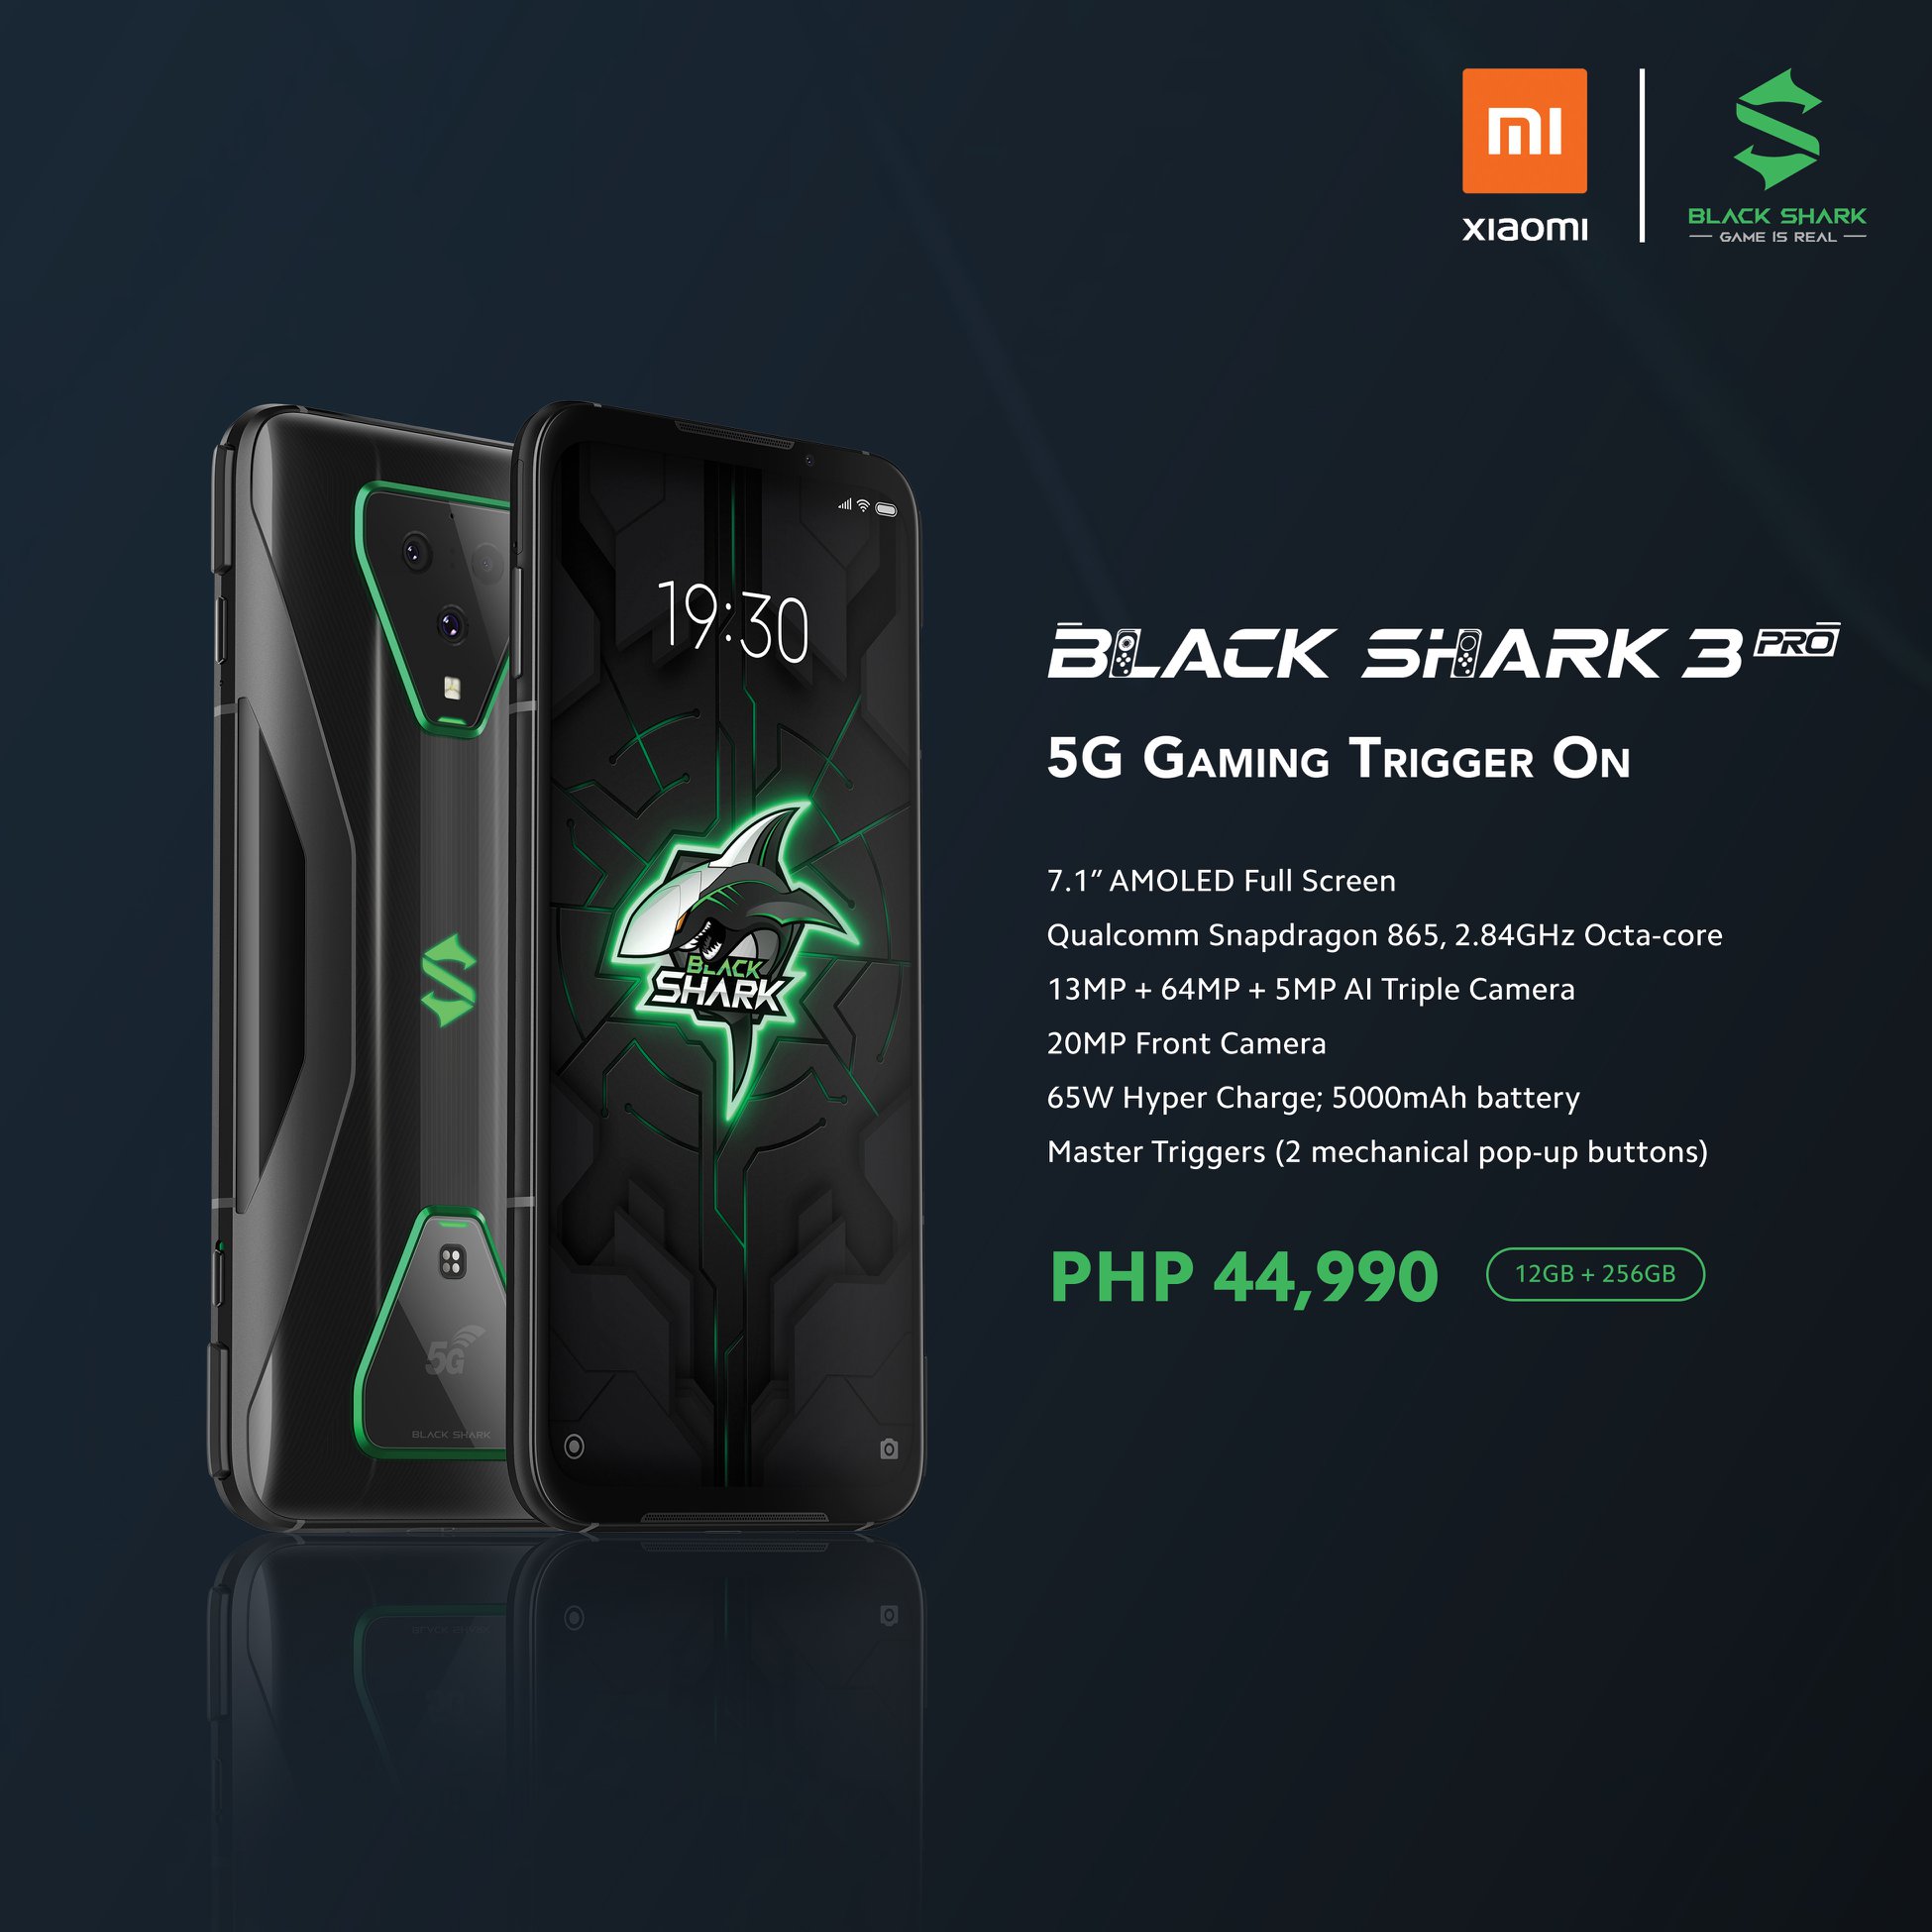 mi
xiaomi
BLACK SHARK
GAME IS REAL
19:30
BLACK
SHARK
5G
BLACK SHARK
BLACK SHARK 3 PRO
5G Gaming Trigger On
7.1” AMOLED Full Screen
Qualcomm Snapdragon 865, 2.84GHz Octa-core
13MP + 64MP + 5MP AI Triple Camera
20MP Front Camera
65W Hyper Charge; 5000mAh battery
Master Triggers (2 mechanical pop-up buttons)
PHP 44,990
12GB + 256GB